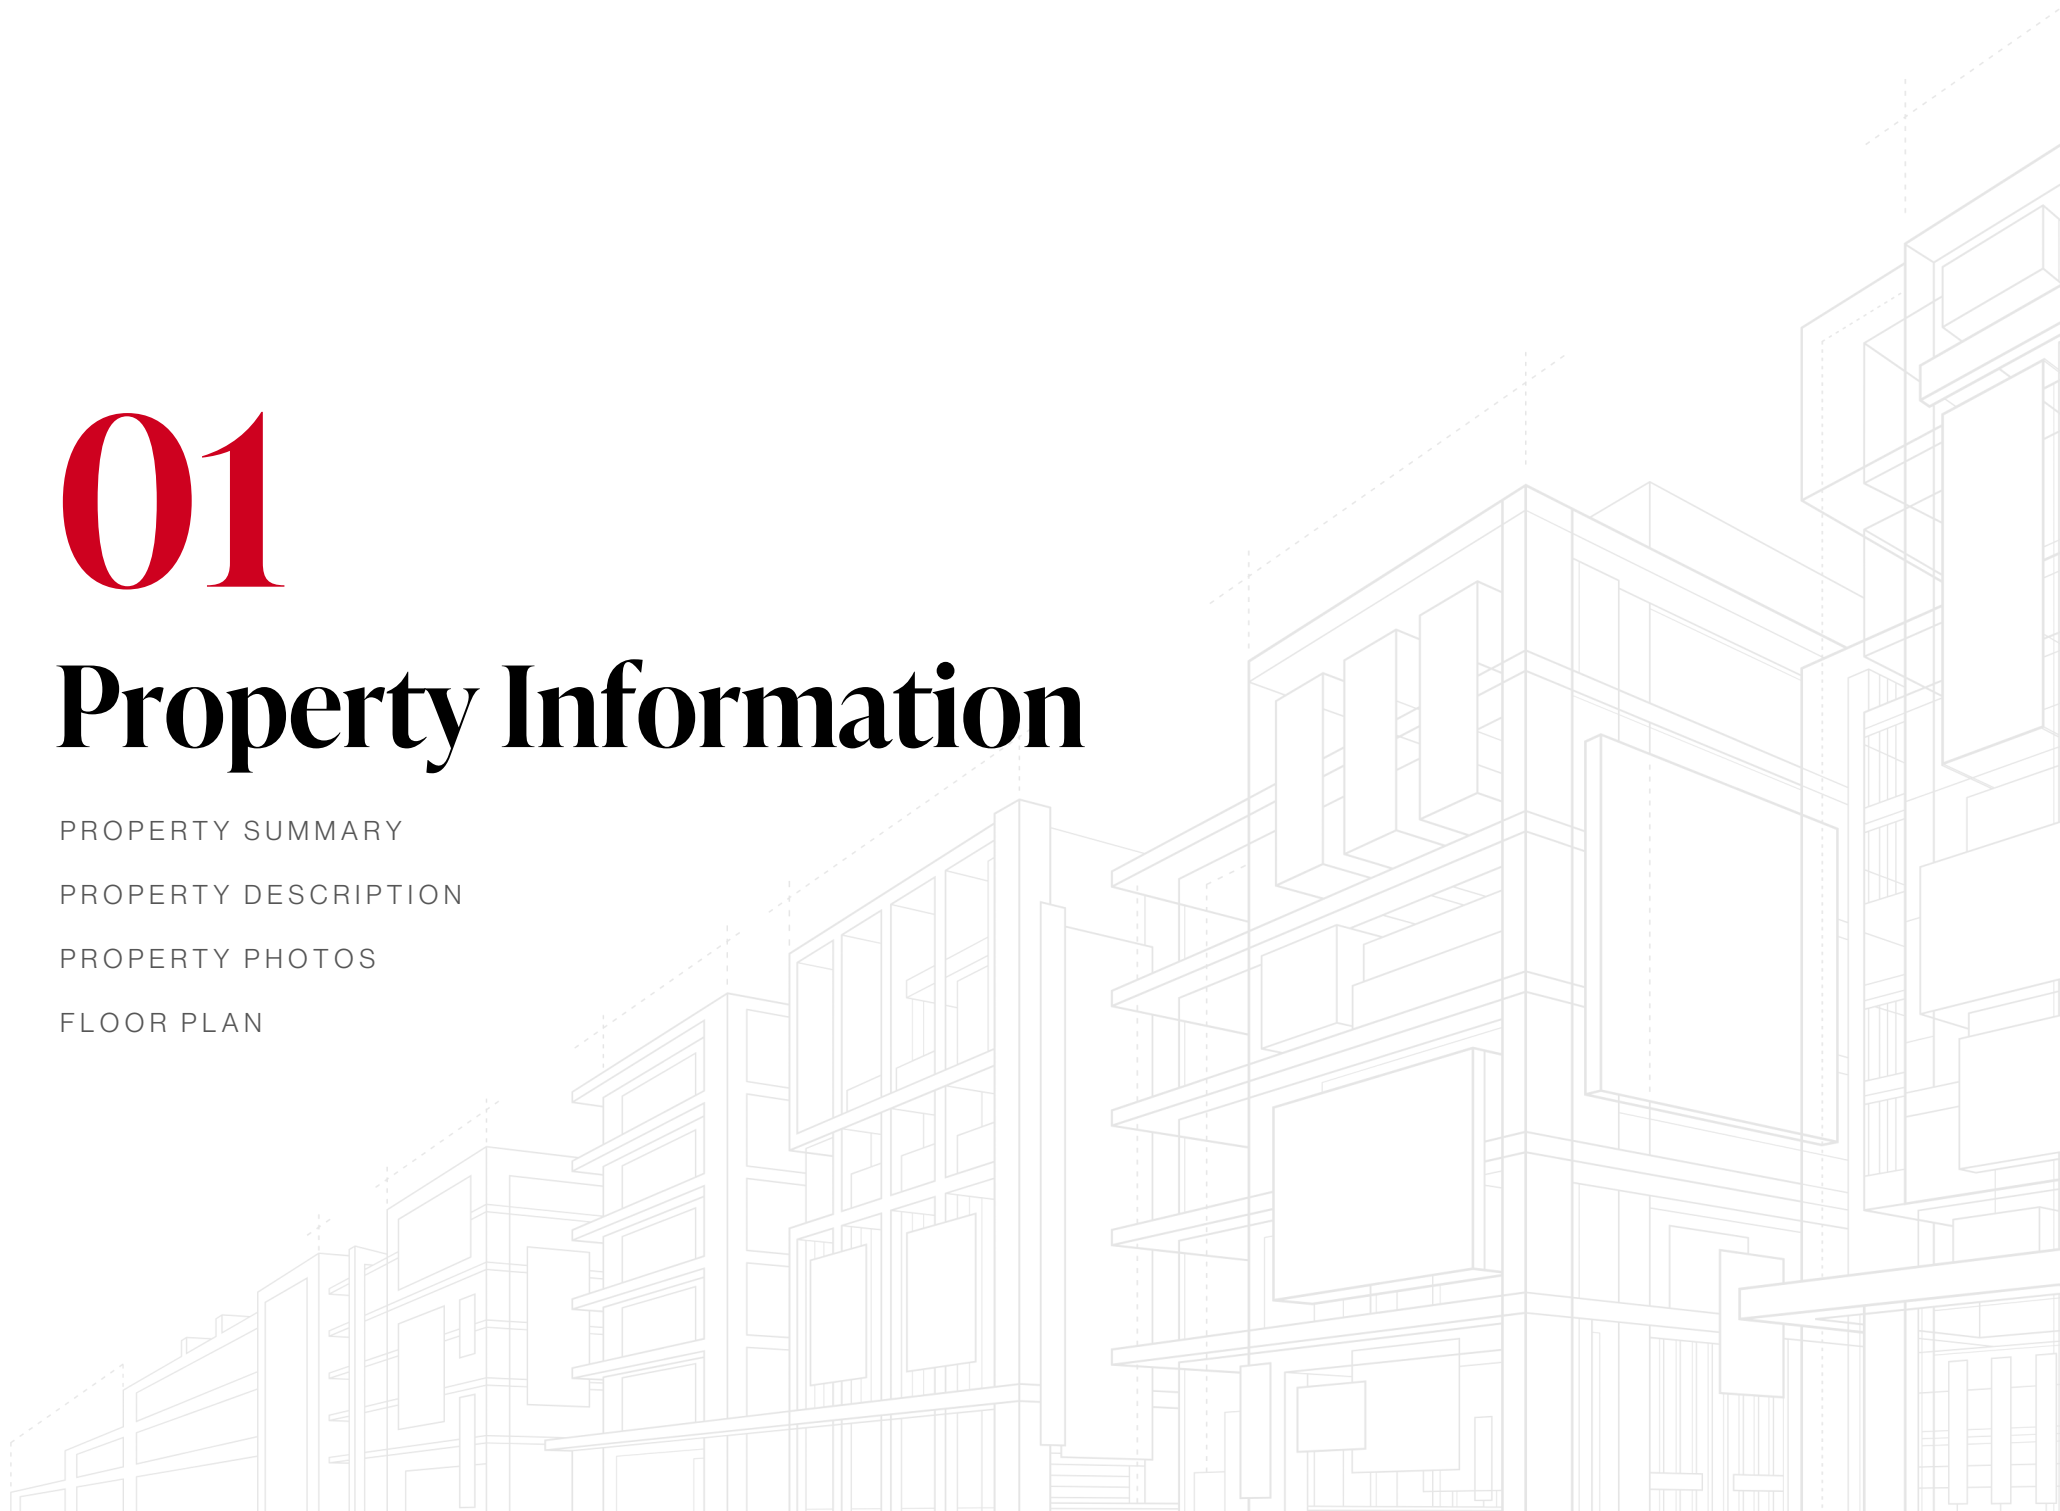 01
Property Information
PROPERTY SUMMARY
PROPERTY DESCRIPTION
PROPERTY PHOTOS
FLOOR PLAN